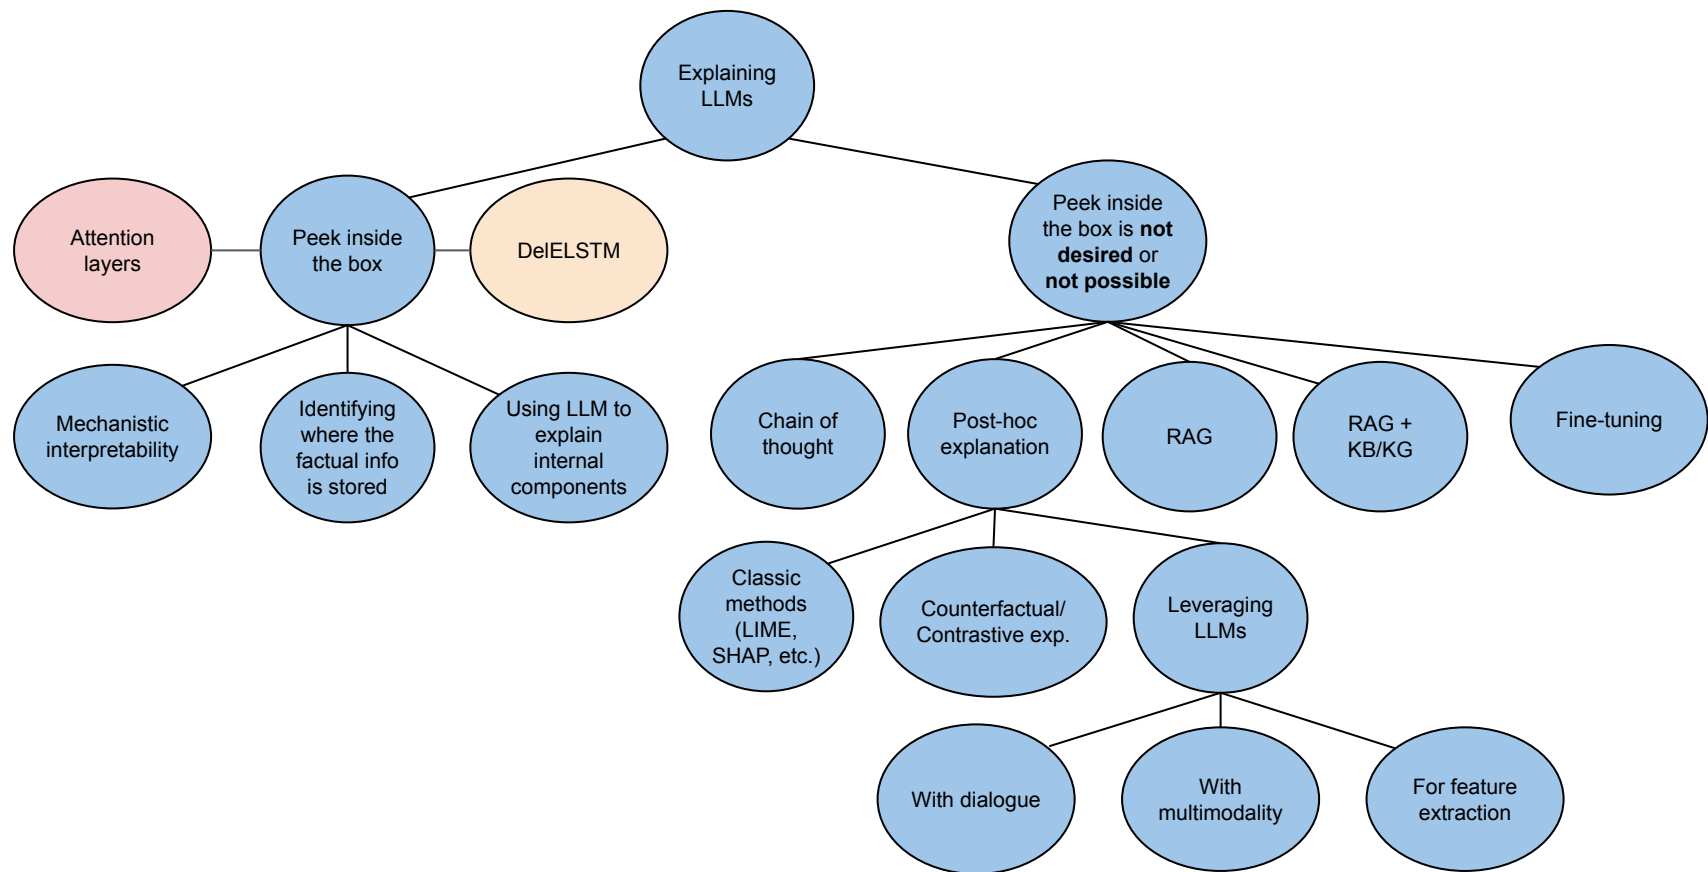 Explaining
LLMs
Attention
layers
Peek inside
the box
DelELSTM
Peek inside
the box is not
desired or
not possible
Mechanistic
interpretability
Identifying
where the
factual info
is stored
Using LLM to
explain
internal
components
Chain of
thought
Post-hoc
explanation
RAG
RAG +
KB/KG
Fine-tuning
Classic
methods
(LIME,
SHAP, etc.)
Counterfactual/
Contrastive exp.
Leveraging
LLMs
With dialogue
With
multimodality
For feature
extraction